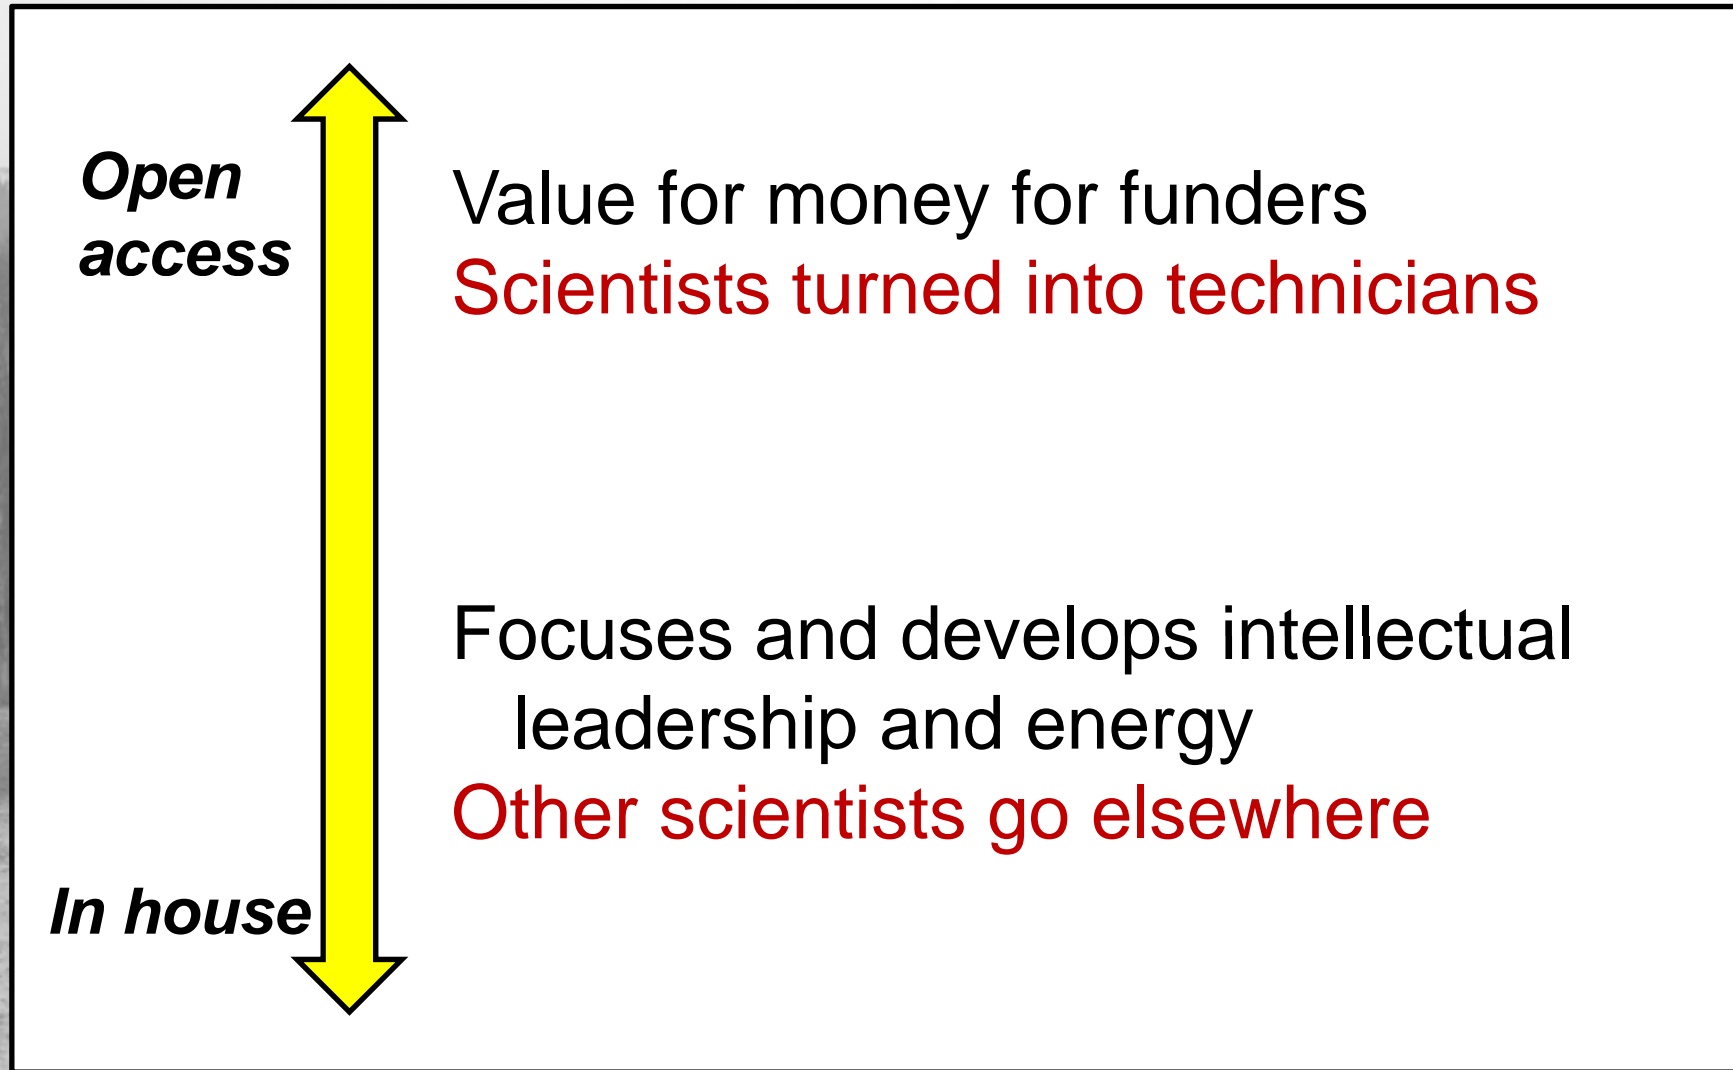 Open
access
Value for money for funders
Scientists turned into technicians
Focuses and develops intellectual
leadership and energy
Other scientists go elsewhere
In house